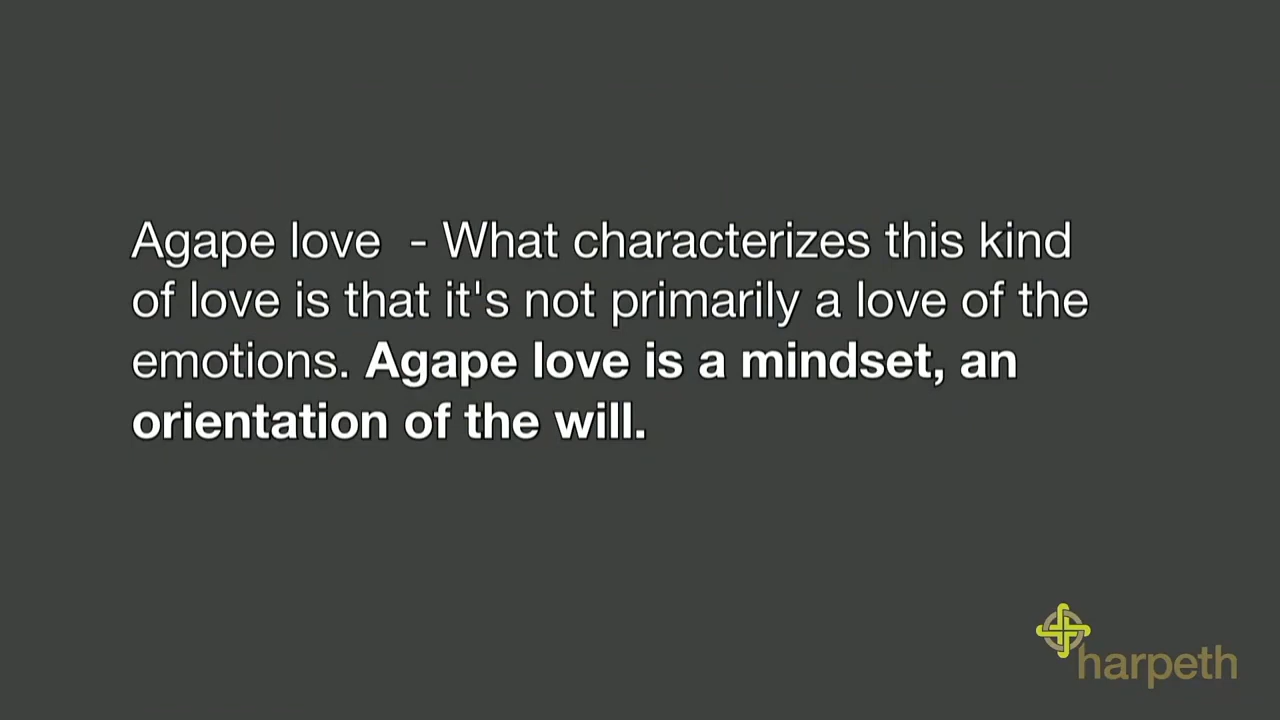 Agape love  - What characterizes this kind
of love is that it's not primarily a love of the
emotions. Agape love is a mindset, an
orientation of the will.
harpeth